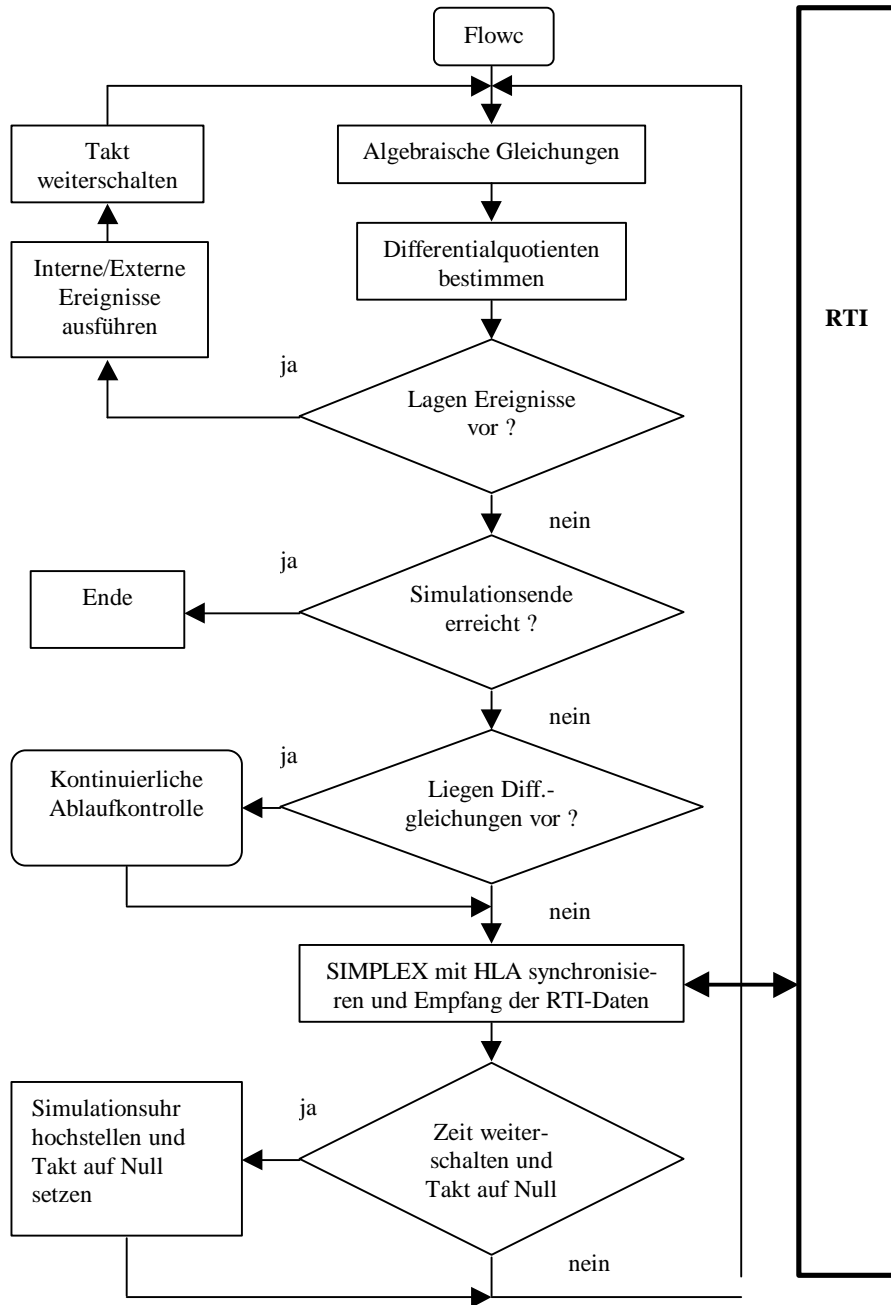 Flowc
Takt
weiterschalten
Algebraische Gleichungen
Interne/Externe
Ereignisse
ausführen
Differentialquotienten
bestimmen
RTI
ja
Lagen Ereignisse
vor ?
nein
ja
Ende
Simulationsende
erreicht ?
nein
ja
Kontinuierliche
Ablaufkontrolle
Liegen Diff.-
gleichungen vor ?
nein
SIMPLEX mit HLA synchronisie-
ren und Empfang der RTI-Daten
ja
Simulationsuhr
hochstellen und
Takt auf Null
setzen
Zeit weiter-
schalten und
Takt auf Null
nein